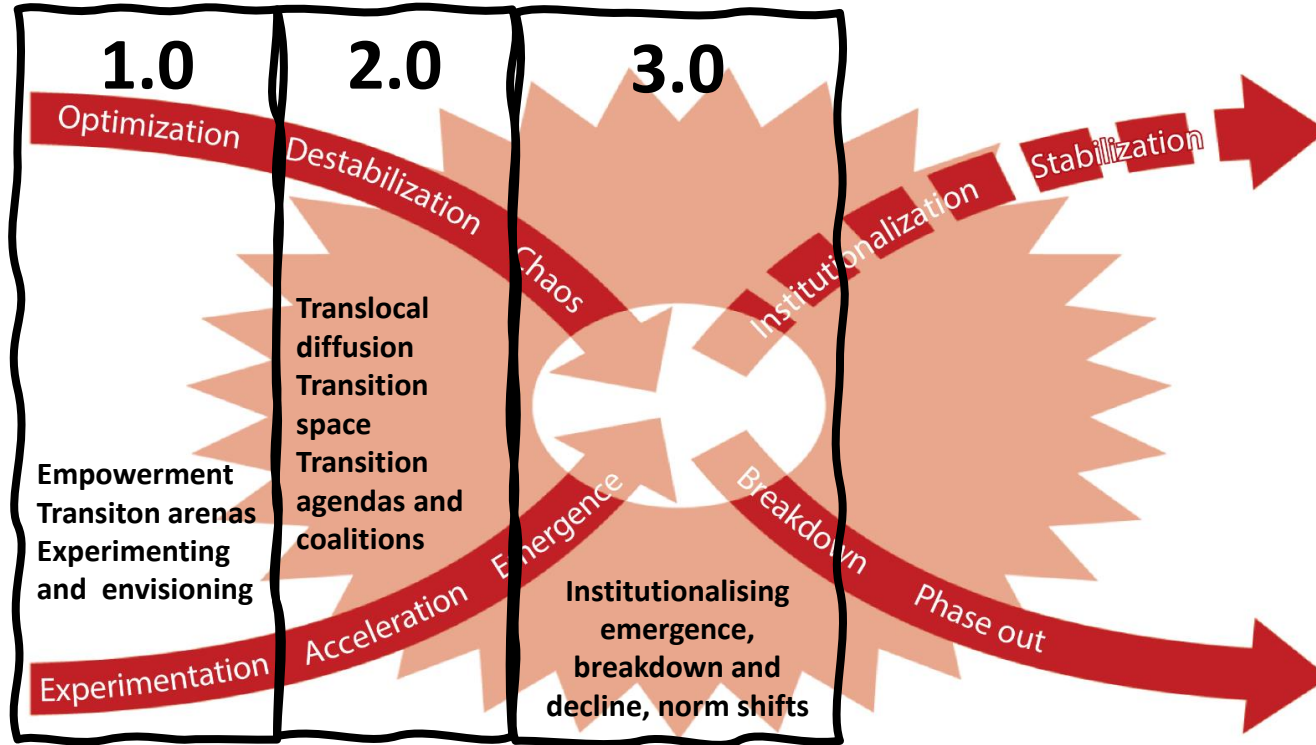 1.0
2.0
3.0
Optimization
Destabilization
Chaos
Institutionalization
Stabilization
Empowerment
Transiton arenas
Experimenting
and envisioning
Translocal
diffusion
Transition
space
Transition
agendas and
coalitions
Experimentation
Acceleration
Emergence
Breakdown
Phase out
Institutionalising
emergence,
breakdown and
decline, norm shifts